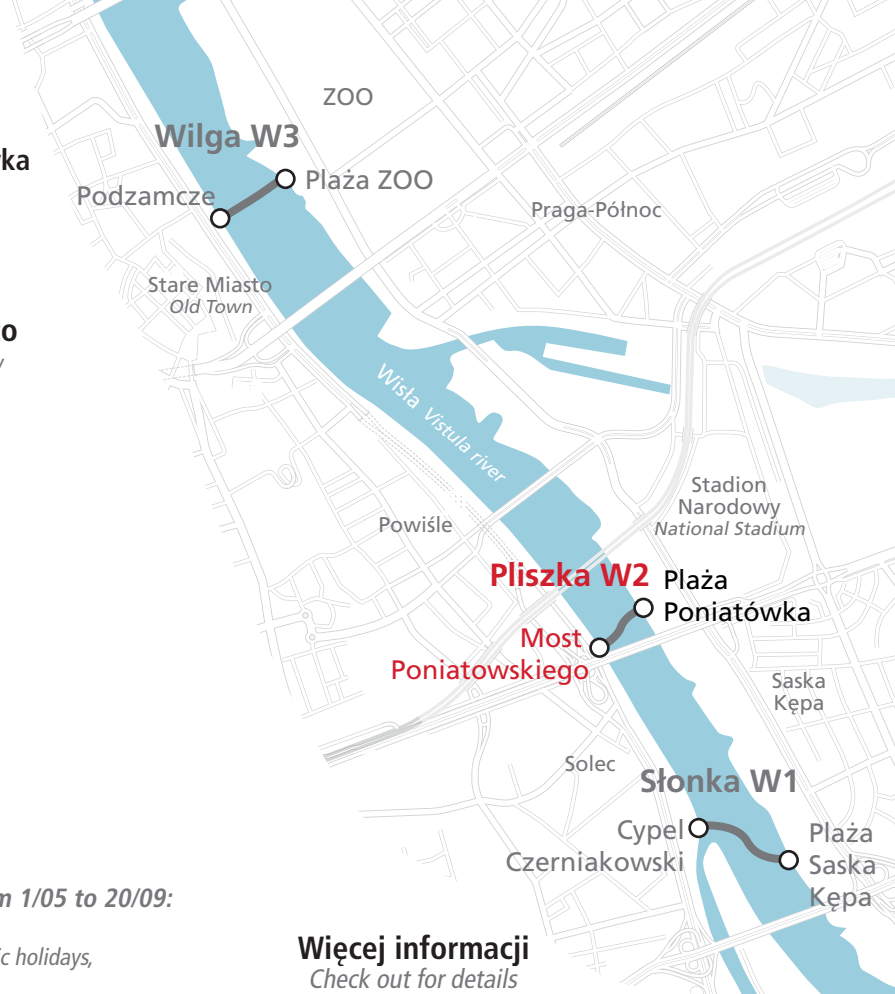 ZOO
Wilga W3
ka
Plaża ZOO
Podzamcze
Praga-Północ
Stare Miasto
Old Town
o
Wisła Vistula river
Stadion
Narodowy
National Stadium
Powiśle
Pliszka W2
Plaża
Poniatówka
Most
Poniatowskiego
Saska
Kępa
Solec
Słonka W1
Cypel
Czerniakowski
Plaża
Saska
Kępa
m 1/05 to 20/09:
c holidays,
Więcej informacji
Check out for details